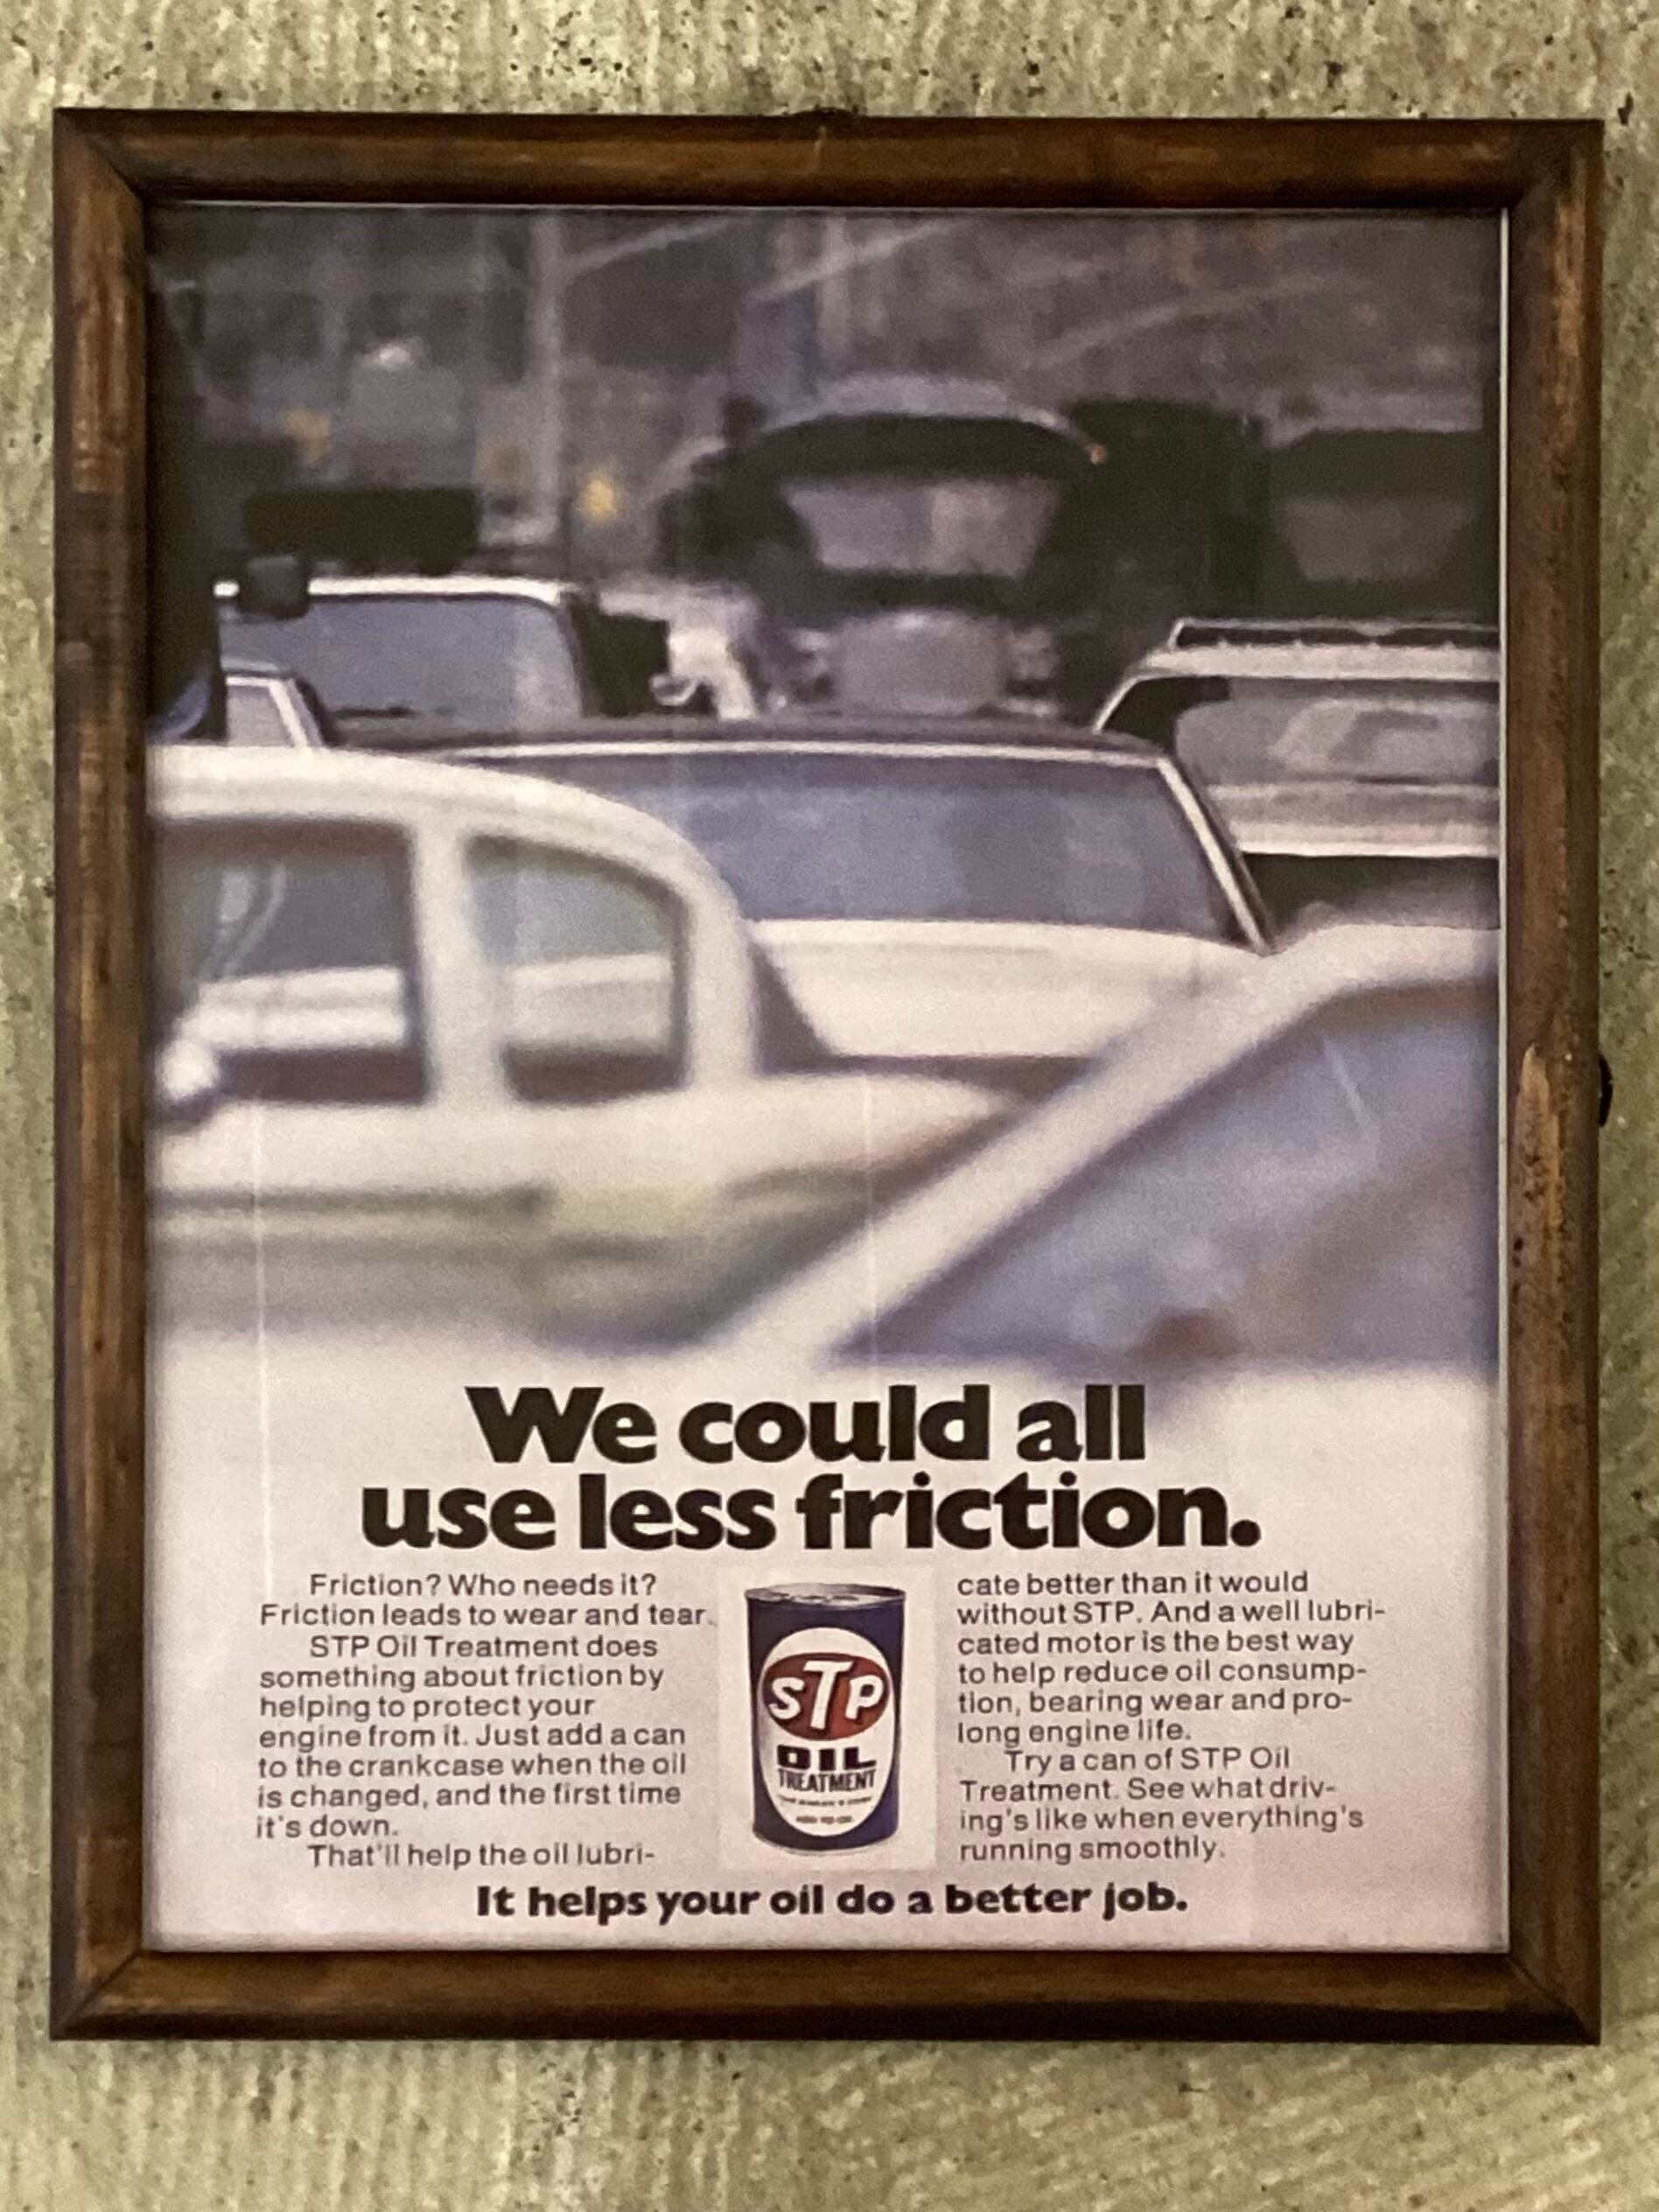 We could all
use less friction.
Friction? Who needs it?
Friction leads to wear and tear.
STP Oil Treatment does
something about friction by
helping to protect your
engine from it. Just add a can
to the crankcase when the oil
is changed, and the first time
it's down.
That'll help the oil lubri-
STP
OIL
TREATMENT
cate better than it would
without STP. And a well lubri-
cated motor is the best way
to help reduce oil consump-
tion, bearing wear and pro-
long engine life.
Try a can of STP Oil
Treatment. See what driv-
ing's like when everything's
running smoothly.
It helps your oil do a better job.